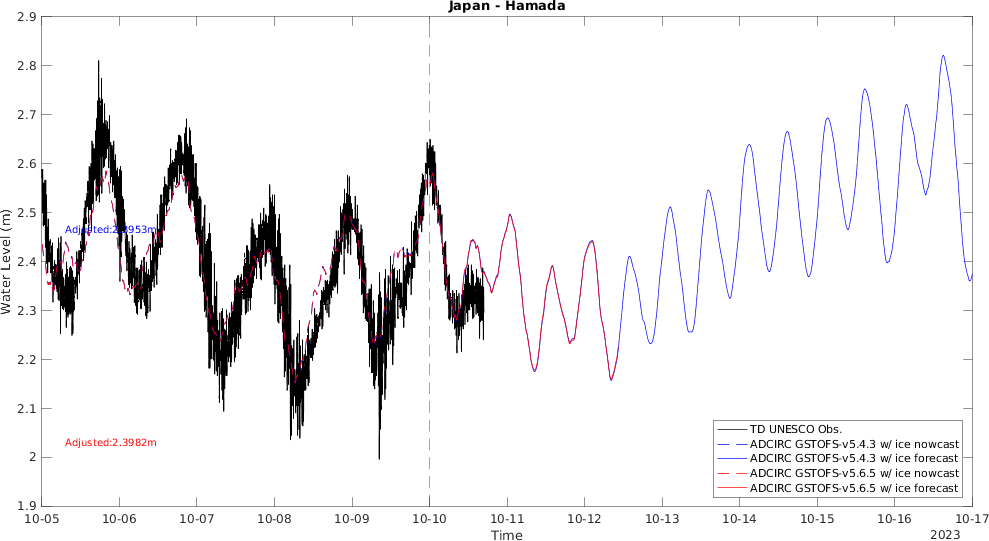 Japan - Hamada
2.9
2.8
2.7
2.6
2.5
2.4
2.3
2.2
2.1
2
1.9
Water Level (m)
Adjusted:2.3953m
Adjusted:2.3982m
TD UNESCO Obs.
ADCIRC GSTOFS-v5.4.3 w/ ice nowcast
ADCIRC GSTOFS-v5.4.3 w/ ice forecast
ADCIRC GSTOFS-v5.6.5 w/ ice nowcast
ADCIRC GSTOFS-v5.6.5 w/ ice forecast
10-05 10-06 10-07 10-08 10-09 10-10 10-11 10-12 10-13 10-14 10-15 10-16 10-17
Time
2023